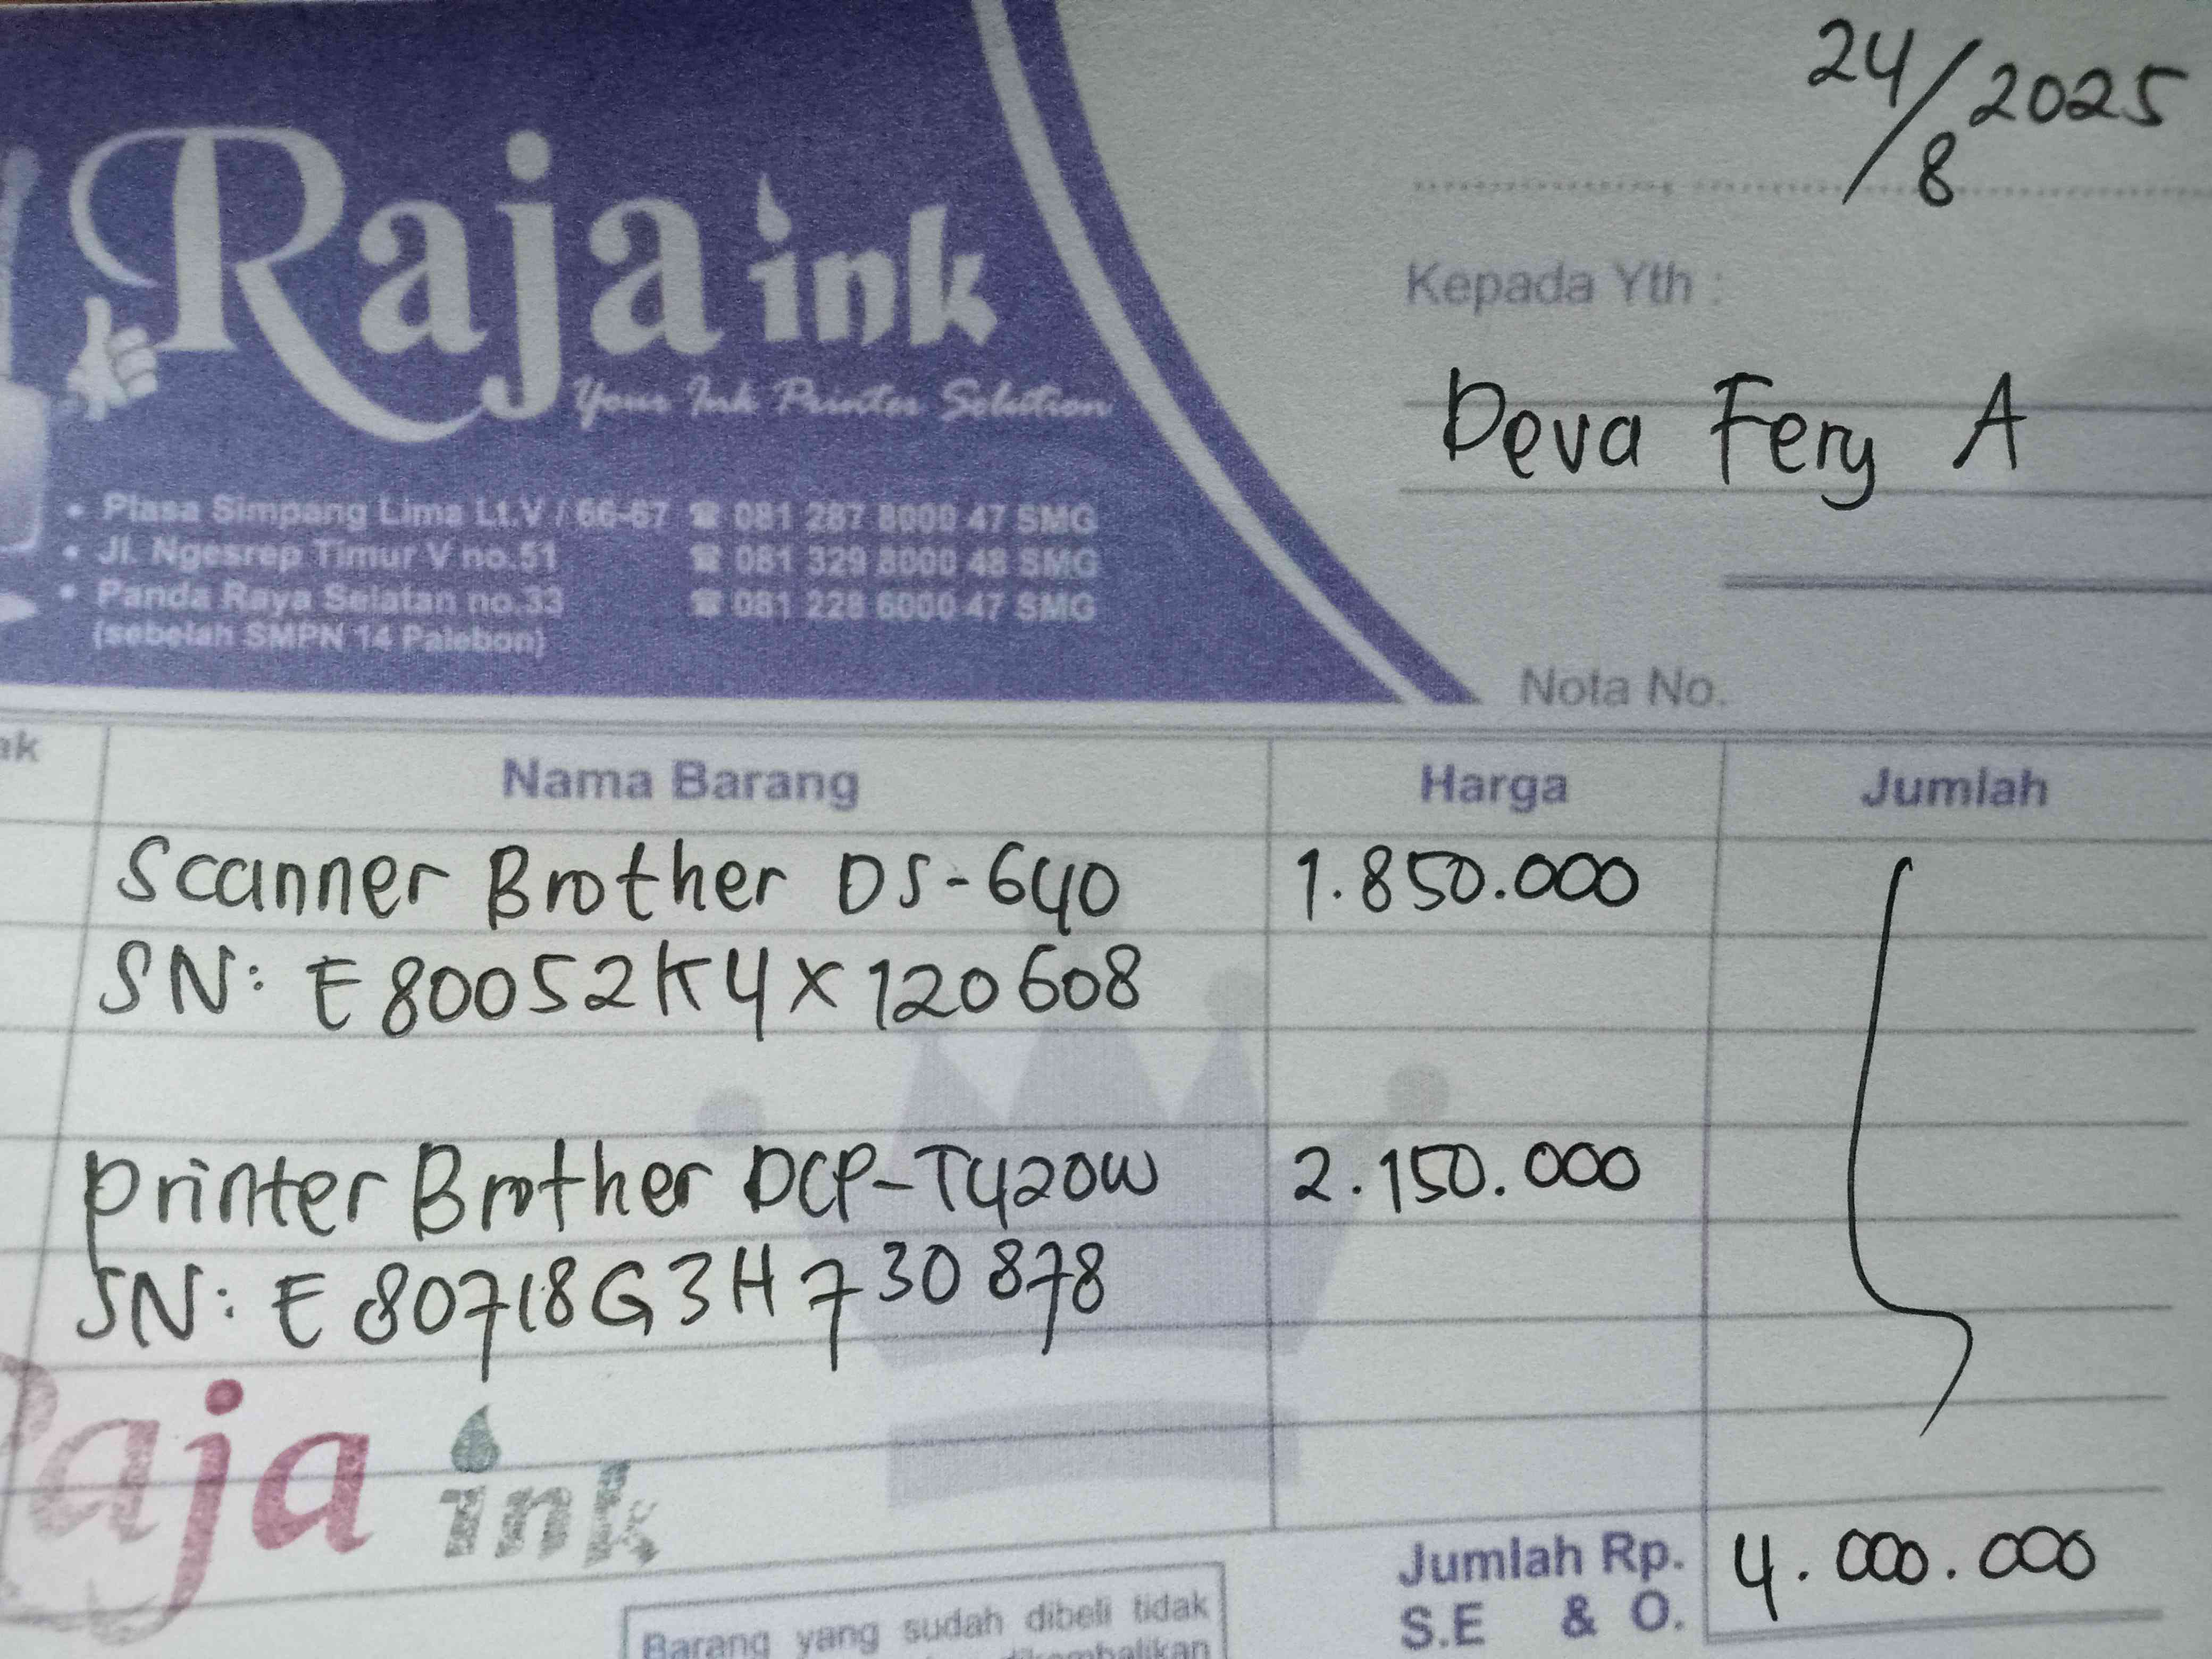 24/8 2025
Raja ink
Your Ink Printer Solution
Kepada Yth :
Deva Fery A
• Plasa Simpang Lima Lt.V / 66-67 ☎ 081 287 8000 47 SMG
• Jl. Ngesrep Timur V no.51 ☎ 081 329 8000 48 SMG
• Panda Raya Selatan no.33 ☎ 081 228 6000 47 SMG
(sebelah SMPN 14 Palebon)
Nota No.
Nama Barang Harga Jumlah
Scanner Brother DS-640 1.850.000
SN: E80052K4X120608
Printer Brother DCP-T420W 2.150.000
SN: E80718G3H730878
Raja ink
Jumlah Rp. 4.000.000
S.E & O.
Barang yang sudah dibeli tidak
dikembalikan